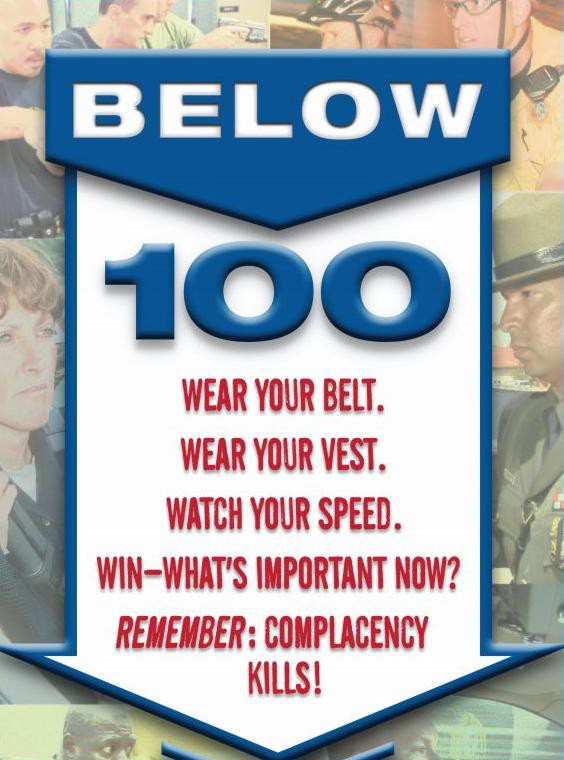 BELOW
100
WEAR YOUR BELT.
WEAR YOUR VEST.
WATCH YOUR SPEED.
WIN–WHAT'S IMPORTANT NOW?
REMEMBER: COMPLACENCY
KILLS!